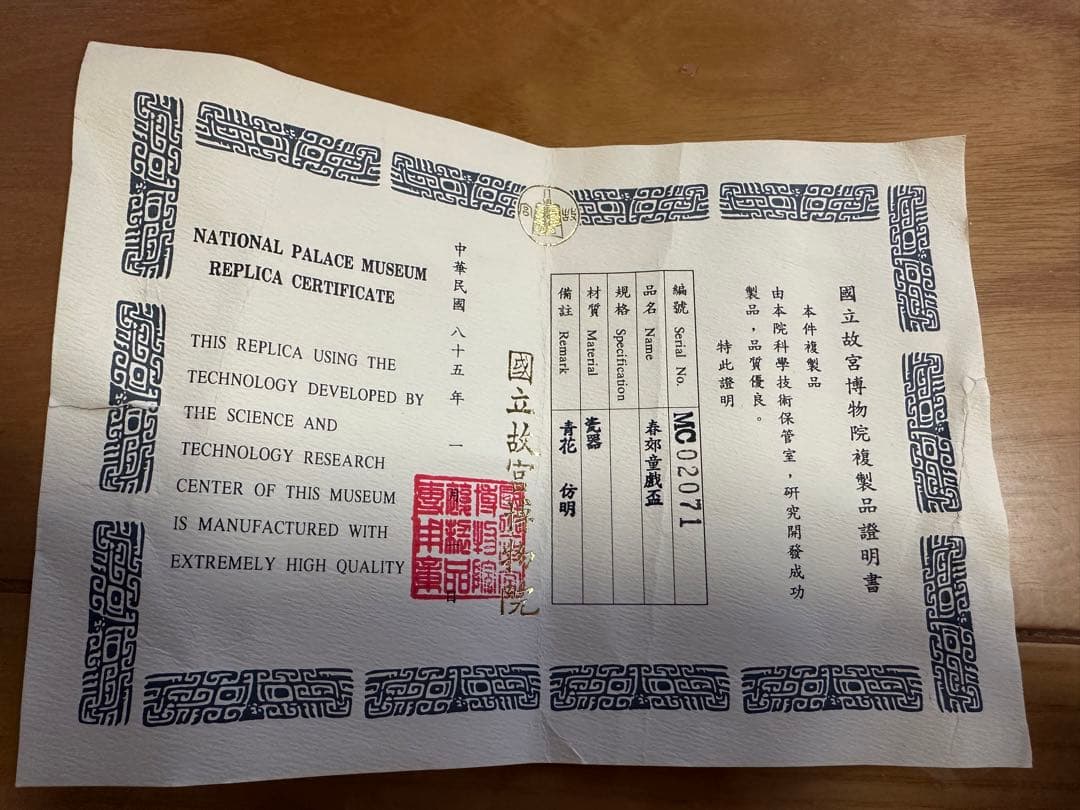 國立故宮博物院複製品證明書
本件複製品
由本院科學技術保管室，研究開發成功
製品，品質優良。
特此證明
編號 Serial No. MC02071
品名 Name 春郊童戲盃
規格 Specification
材質 Material 瓷器
備註 Remark 青花 仿明
故宮
國立故宮博物院
中華民國八十五年一月日
NATIONAL PALACE MUSEUM
REPLICA CERTIFICATE
THIS REPLICA USING THE
TECHNOLOGY DEVELOPED BY
THE SCIENCE AND
TECHNOLOGY RESEARCH
CENTER OF THIS MUSEUM
IS MANUFACTURED WITH
EXTREMELY HIGH QUALITY